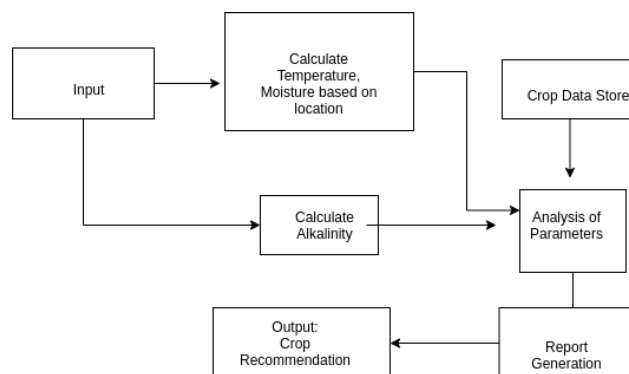 Input
Calculate
Temperature,
Moisture based on
location
Crop Data Store
Calculate
Alkalinity
Analysis of
Parameters
Output:
Crop
Recommendation
Report
Generation